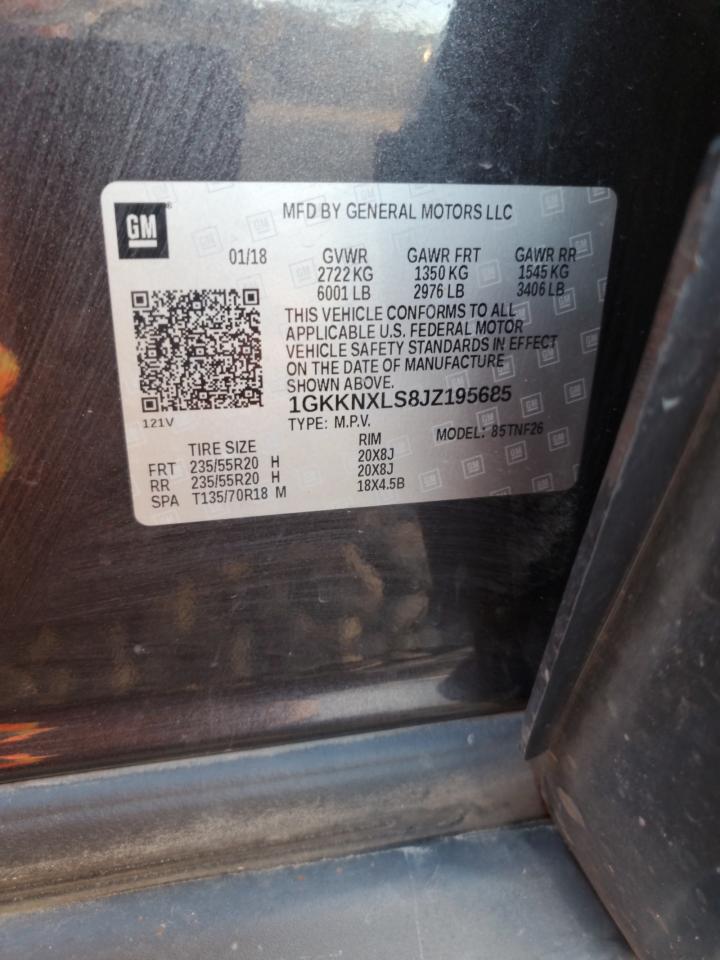 GM
MFD BY GENERAL MOTORS LLC
01/18 GVWR GAWR FRT GAWR RR
2722 KG 1350 KG 1545 KG
6001 LB 2976 LB 3406 LB
THIS VEHICLE CONFORMS TO ALL
APPLICABLE U.S. FEDERAL MOTOR
VEHICLE SAFETY STANDARDS IN EFFECT
ON THE DATE OF MANUFACTURE
SHOWN ABOVE.
1GKKNXLS8JZ195685
121V
TYPE: M.P.V. MODEL: 85TNF26
TIRE SIZE RIM
FRT 235/55R20 H 20X8J
RR 235/55R20 H 20X8J
SPA T135/70R18 M 18X4.5B